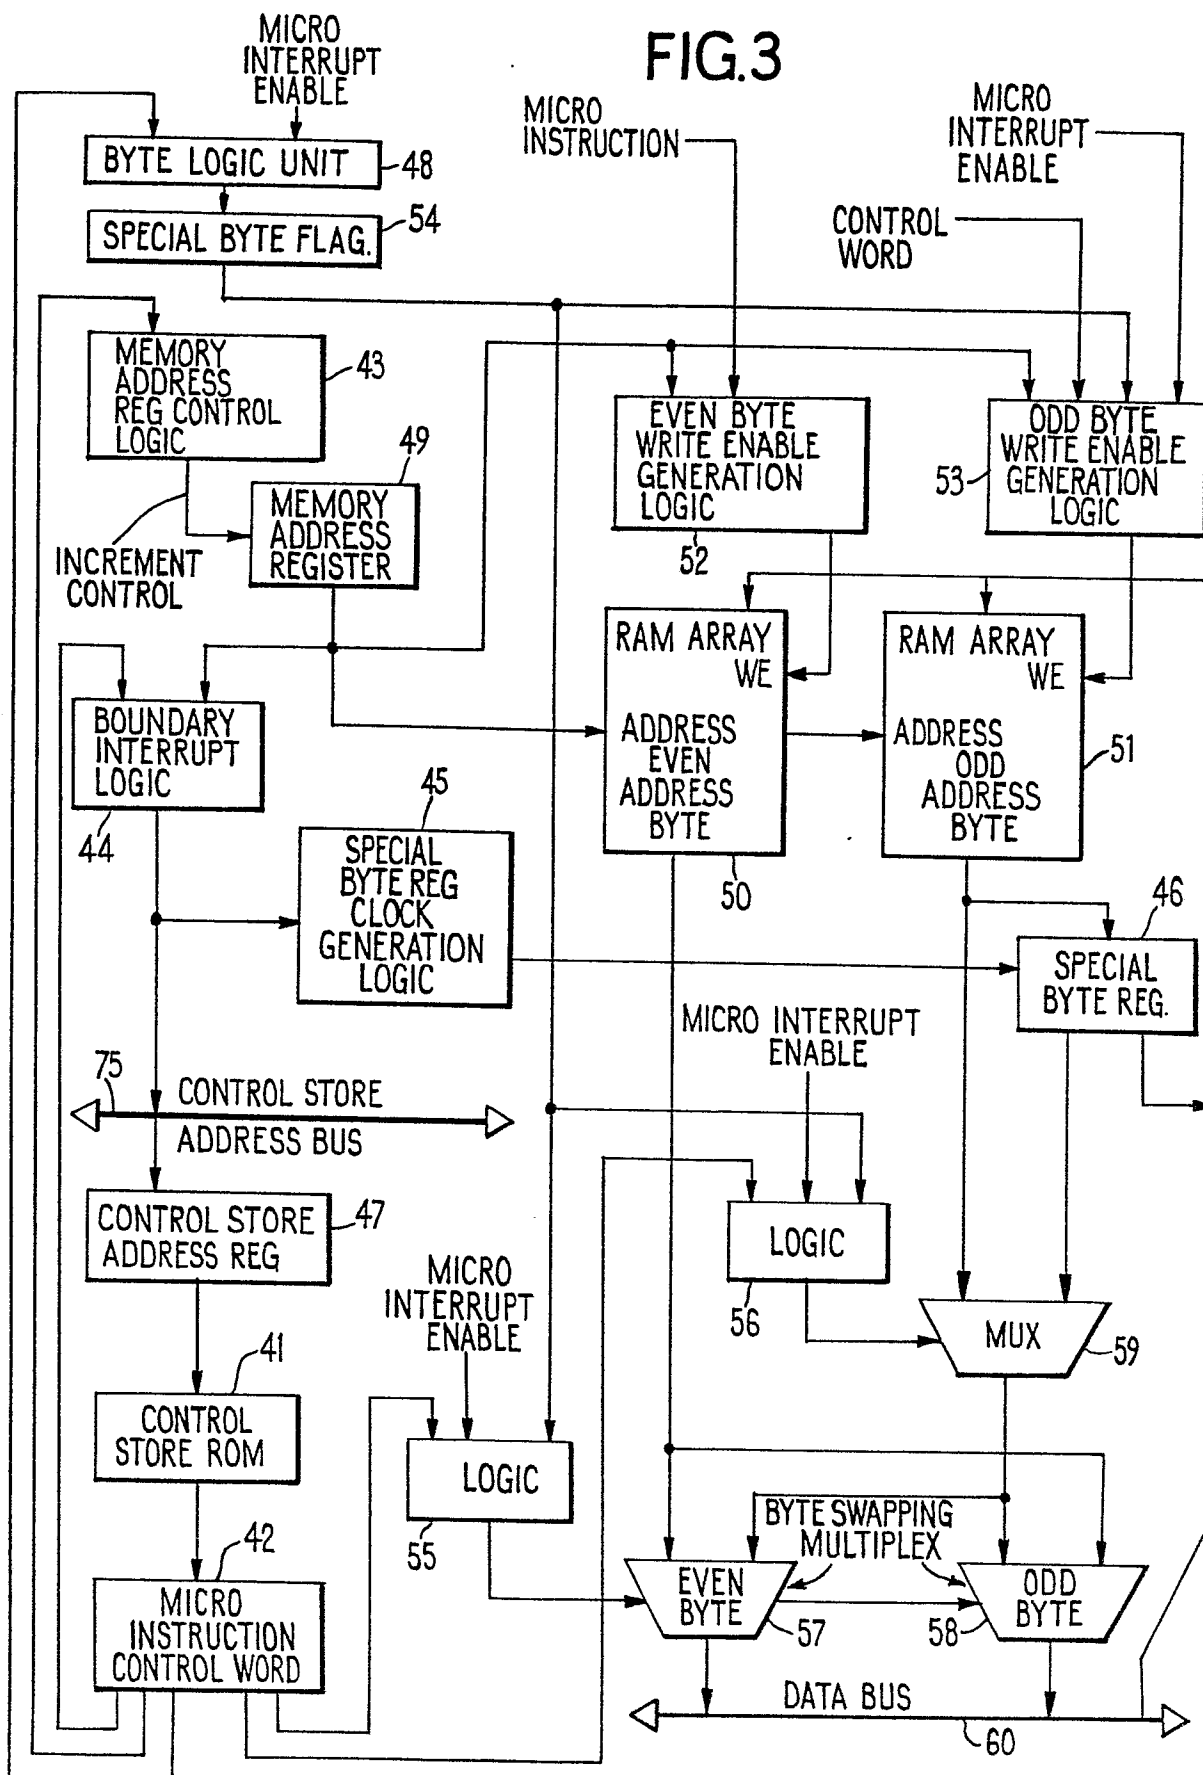 FIG.3
MICRO
INTERRUPT
ENABLE
BYTE LOGIC UNIT
48
SPECIAL BYTE FLAG.
54
MICRO
INSTRUCTION
MICRO
INTERRUPT
ENABLE
CONTROL
WORD
MEMORY
ADDRESS
REG CONTROL
LOGIC
43
INCREMENT
CONTROL
49
MEMORY
ADDRESS
REGISTER
EVEN BYTE
WRITE ENABLE
GENERATION
LOGIC
52
ODD BYTE
WRITE ENABLE
GENERATION
LOGIC
53
RAM ARRAY
WE
ADDRESS
EVEN
ADDRESS
BYTE
50
RAM ARRAY
WE
ADDRESS
ODD
ADDRESS
BYTE
51
BOUNDARY
INTERRUPT
LOGIC
44
45
SPECIAL
BYTE REG
CLOCK
GENERATION
LOGIC
46
SPECIAL
BYTE REG.
75
CONTROL STORE
ADDRESS BUS
MICRO INTERRUPT
ENABLE
CONTROL STORE
ADDRESS REG
47
LOGIC
56
MUX
59
MICRO
INTERRUPT
ENABLE
41
CONTROL
STORE ROM
LOGIC
55
42
MICRO
INSTRUCTION
CONTROL WORD
BYTE SWAPPING
MULTIPLEX
EVEN
BYTE
57
ODD
BYTE
58
DATA BUS
60